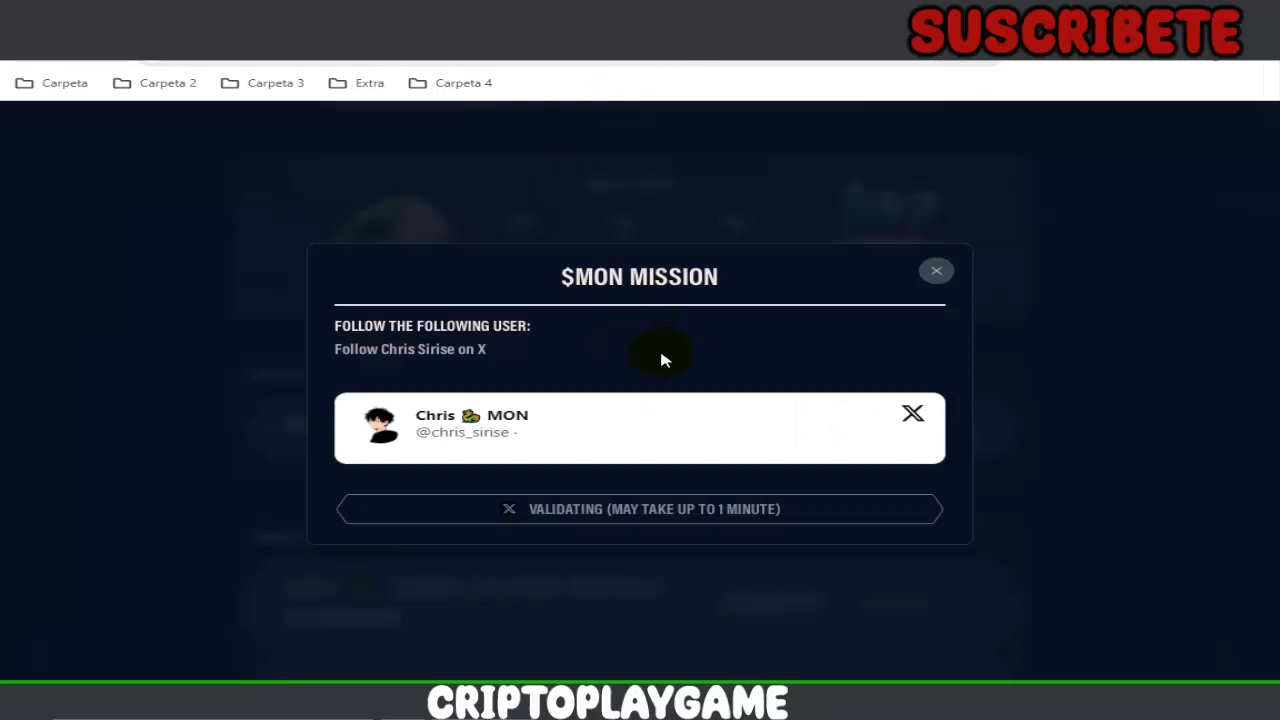 SUSCRIBETE
Carpeta
Carpeta 2
Carpeta 3
Extra
Carpeta 4
$MON MISSION
FOLLOW THE FOLLOWING USER:
Follow Chris Sirise on X
Chris 🐸 MON
@chris_sirise ·
VALIDATING (MAY TAKE UP TO 1 MINUTE)
CRIPTOPLAYGAME